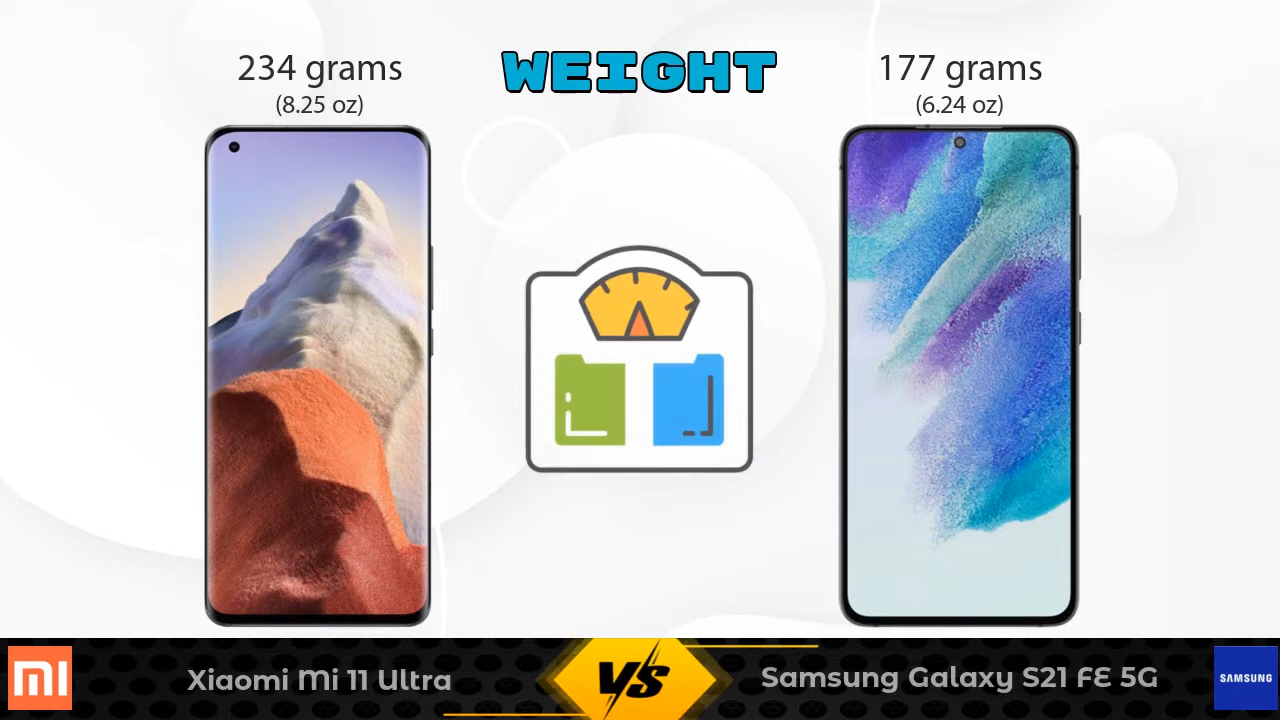 WEIGHT
234 grams
(8.25 oz)
177 grams
(6.24 oz)
MI
Xiaomi Mi 11 Ultra
VS
Samsung Galaxy S21 FE 5G
SAMSUNG